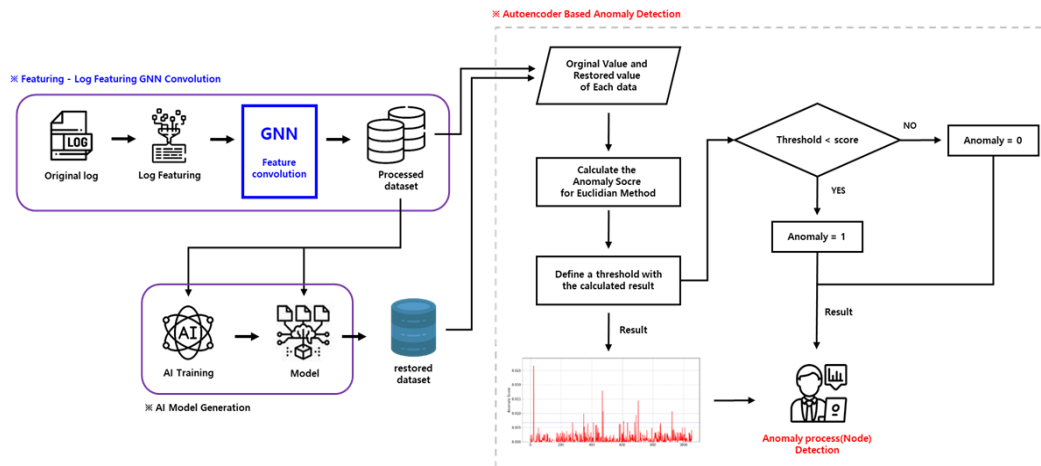 ※ Autoencoder Based Anomaly Detection
※ Featuring - Log Featuring GNN Convolution
LOG
Original log
Log Featuring
GNN
Feature
convolution
Processed
dataset
AI
AI Training
Model
※ AI Model Generation
restored
dataset
Orginal Value and
Restored value
of Each data
Calculate the
Anomaly Socre
for Euclidian Method
Define a threshold with
the calculated result
Result
Threshold < score
NO
Anomaly = 0
YES
Anomaly = 1
Result
Anomaly Score
Anomaly process(Node)
Detection